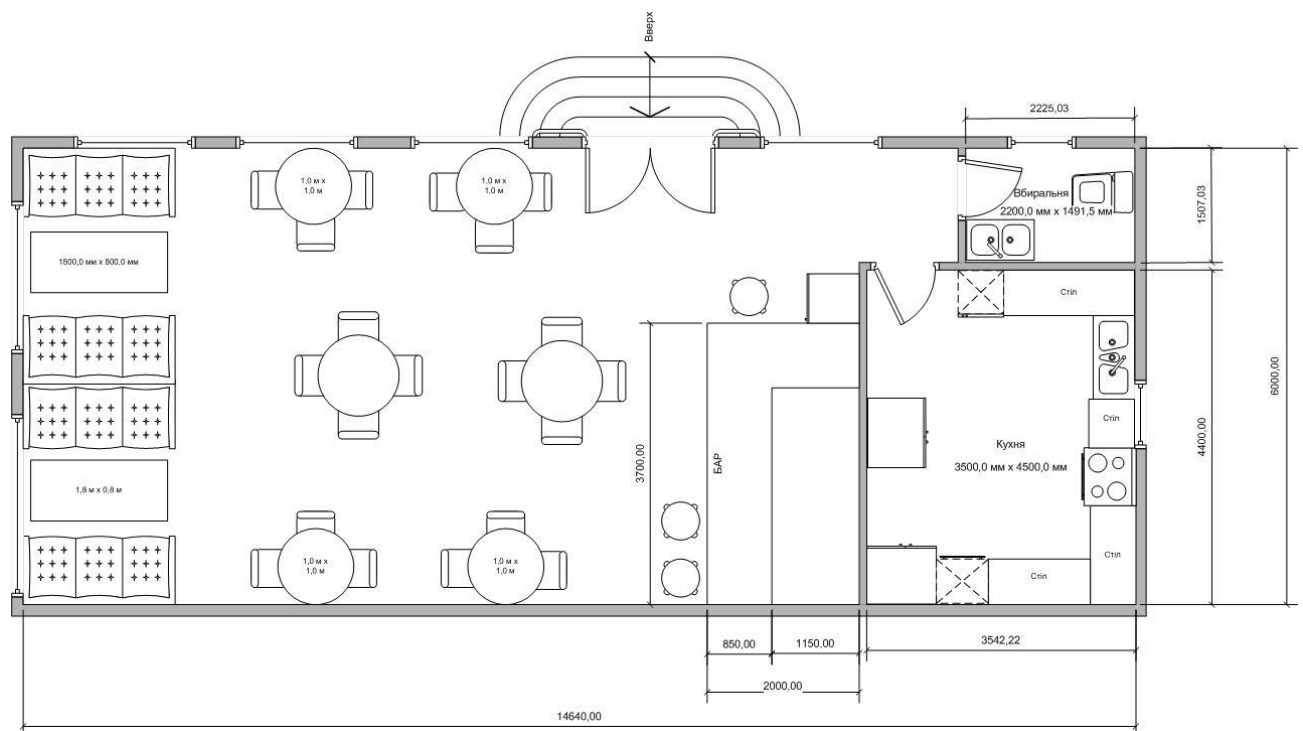 Вверх
2225,03
1,0 м х
1,0 м
1,0 м х
1,0 м
Вбиральня
2200,0 мм х 1491,5 мм
1507,03
1800,0 мм х 800,0 мм
Стіл
6000,00
4400,00
3700,00
БАР
Стіл
Кухня
3500,0 мм х 4500,0 мм
1,8 м х 0,8 м
1,0 м х
1,0 м
1,0 м х
1,0 м
Стіл
Стіл
850,00
1150,00
3542,22
2000,00
14640,00